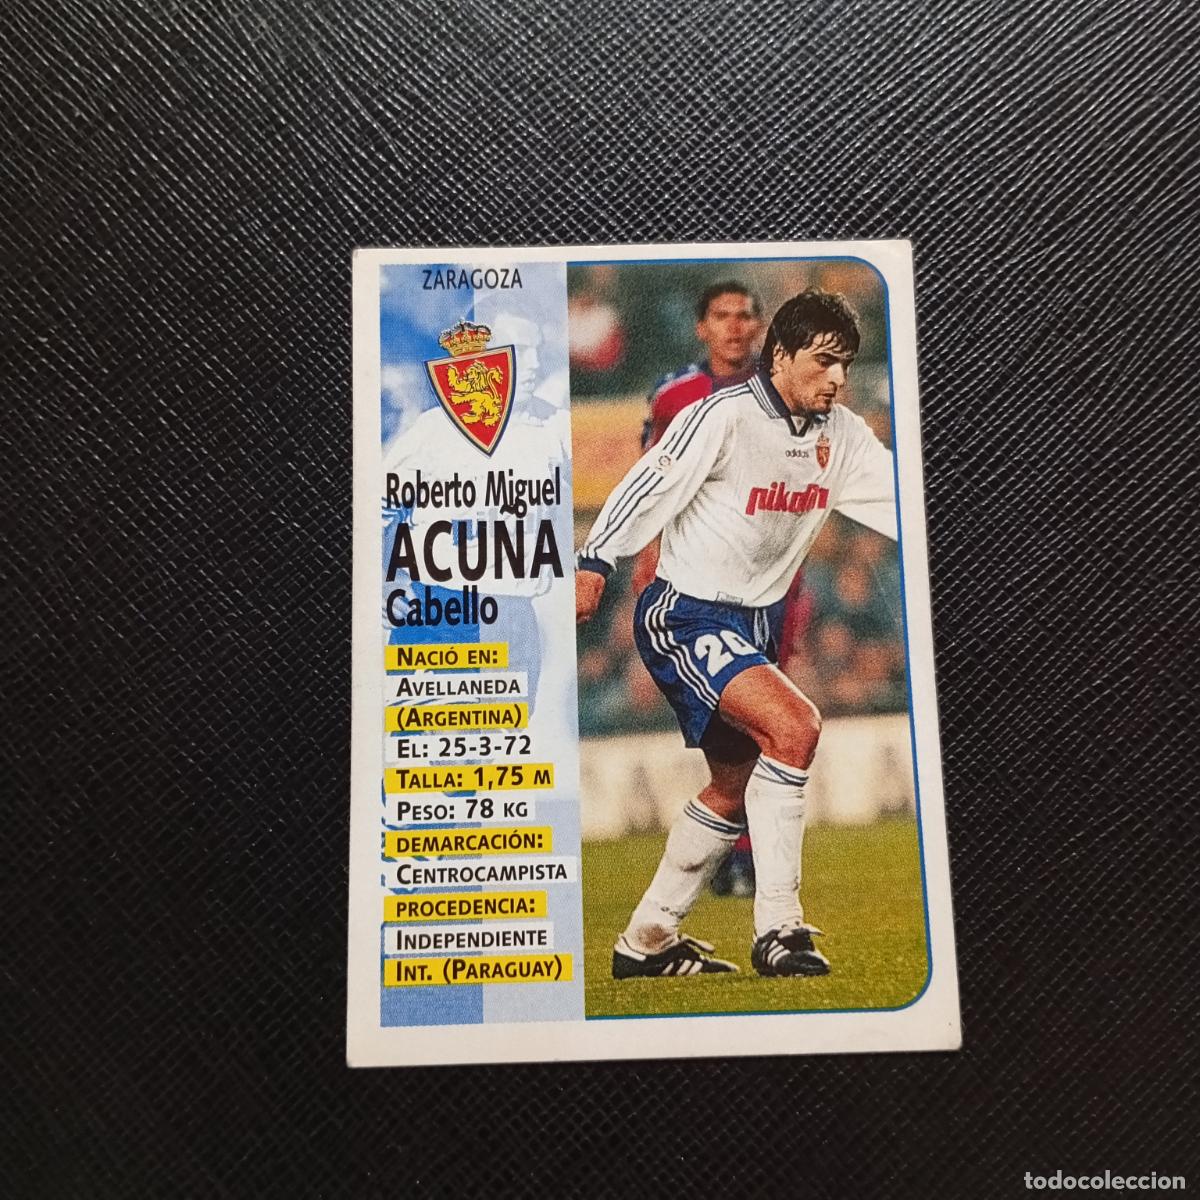 ZARAGOZA
Roberto Miguel
ACUÑA
Cabello
NACIÓ EN:
AVELLANEDA
(ARGENTINA)
EL: 25-3-72
TALLA: 1,75 M
PESO: 78 KG
DEMARCACIÓN:
CENTROCAMPISTA
PROCEDENCIA:
INDEPENDIENTE
INT. (PARAGUAY)
adidas
pikolin
20
todocoleccion